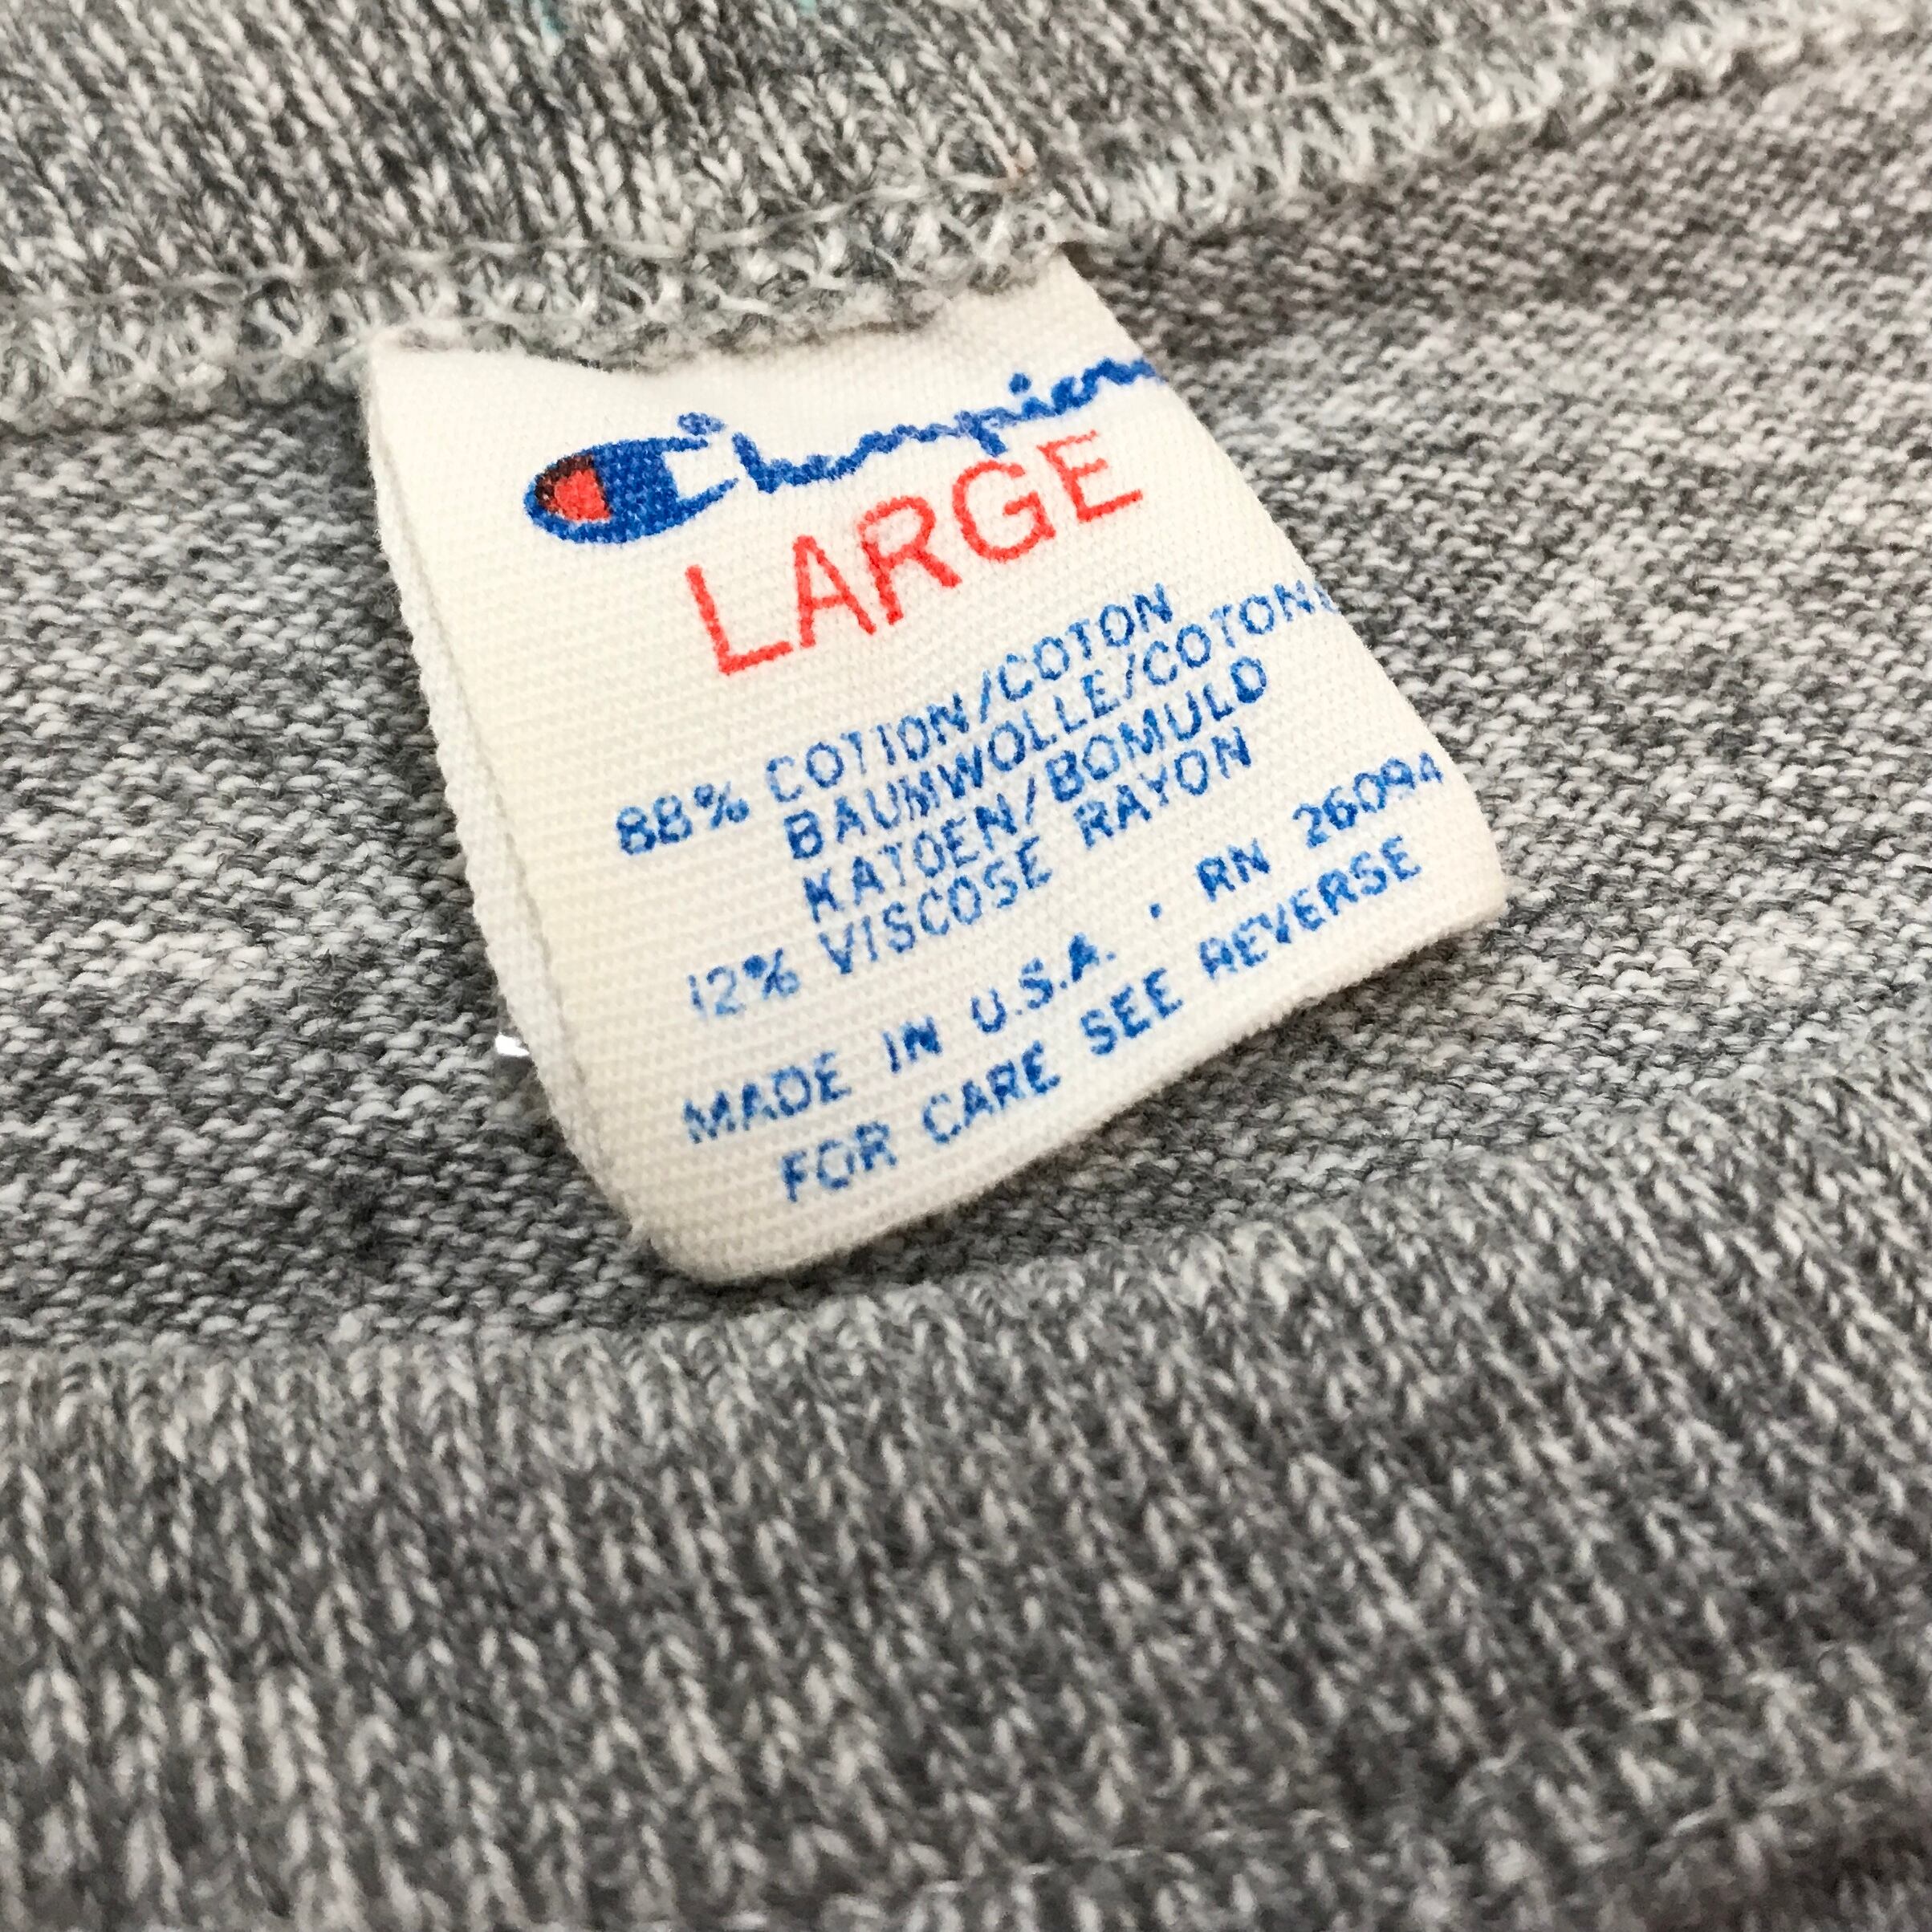 Champion
LARGE
88% COTTON/COTON
BAUMWOLLE/COTONE
KATOEN/BOMULD
12% VISCOSE RAYON
MADE IN U.S.A. . RN 26094
FOR CARE SEE REVERSE